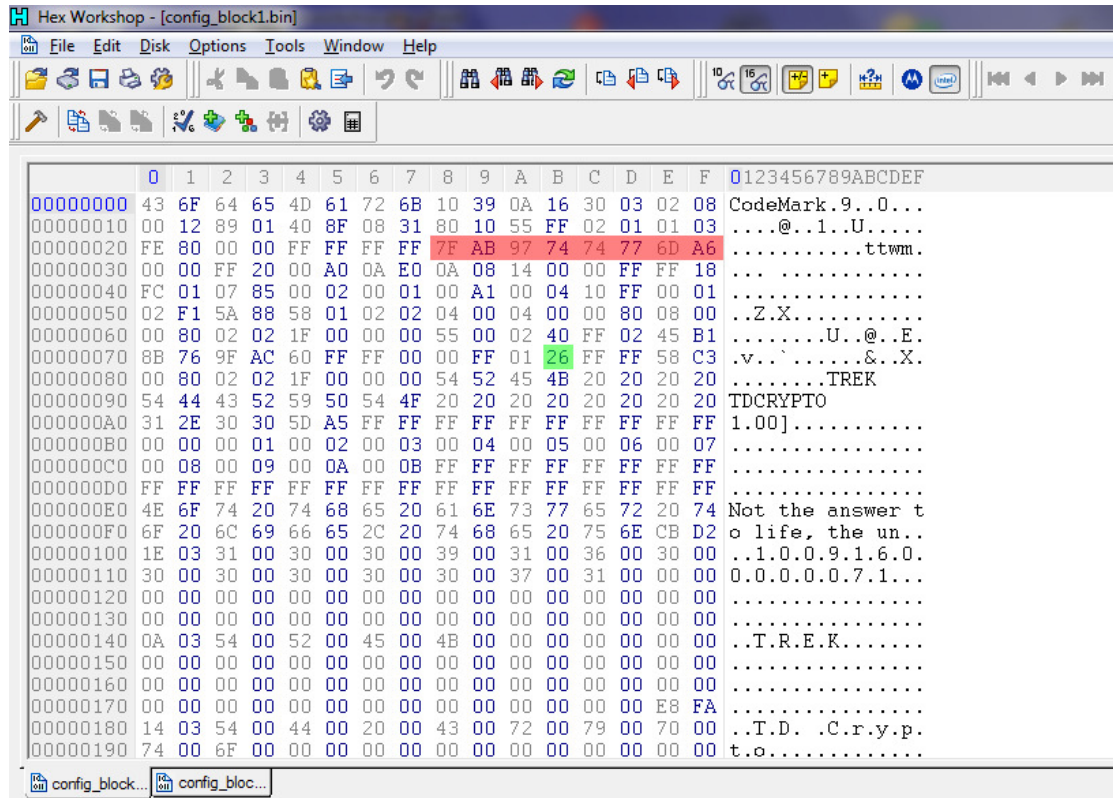 Hex Workshop - [config_block1.bin]
File Edit Disk Options Tools Window Help
10 16 intel
0 1 2 3 4 5 6 7 8 9 A B C D E F 0123456789ABCDEF
00000000 43 6F 64 65 4D 61 72 6B 10 39 0A 16 30 03 02 08 CodeMark.9..0...
00000010 00 12 89 01 40 8F 08 31 80 10 55 FF 02 01 01 03 ....@..1..U.....
00000020 FE 80 00 00 FF FF FF FF 7F AB 97 74 74 77 6D A6 ...........ttwm.
00000030 00 00 FF 20 00 A0 0A E0 0A 08 14 00 00 FF FF 18 ... ............
00000040 FC 01 07 85 00 02 00 01 00 A1 00 04 10 FF 00 01 ................
00000050 02 F1 5A 88 58 01 02 02 04 00 04 00 00 80 08 00 ..Z.X...........
00000060 00 80 02 02 1F 00 00 00 55 00 02 40 FF 02 45 B1 ........U..@..E.
00000070 8B 76 9F AC 60 FF FF 00 00 FF 01 26 FF FF 58 C3 .v..`......&..X.
00000080 00 80 02 02 1F 00 00 00 54 52 45 4B 20 20 20 20 ........TREK
00000090 54 44 43 52 59 50 54 4F 20 20 20 20 20 20 20 20 TDCRYPTO
000000A0 31 2E 30 30 5D A5 FF FF FF FF FF FF FF FF FF FF 1.00]...........
000000B0 00 00 00 01 00 02 00 03 00 04 00 05 00 06 00 07 ................
000000C0 00 08 00 09 00 0A 00 0B FF FF FF FF FF FF FF FF ................
000000D0 FF FF FF FF FF FF FF FF FF FF FF FF FF FF FF FF ................
000000E0 4E 6F 74 20 74 68 65 20 61 6E 73 77 65 72 20 74 Not the answer t
000000F0 6F 20 6C 69 66 65 2C 20 74 68 65 20 75 6E CB D2 o life, the un..
00000100 1E 03 31 00 30 00 30 00 39 00 31 00 36 00 30 00 ..1.0.0.9.1.6.0.
00000110 30 00 30 00 30 00 30 00 30 00 37 00 31 00 00 00 0.0.0.0.0.7.1...
00000120 00 00 00 00 00 00 00 00 00 00 00 00 00 00 00 00 ................
00000130 00 00 00 00 00 00 00 00 00 00 00 00 00 00 00 00 ................
00000140 0A 03 54 00 52 00 45 00 4B 00 00 00 00 00 00 00 ..T.R.E.K.......
00000150 00 00 00 00 00 00 00 00 00 00 00 00 00 00 00 00 ................
00000160 00 00 00 00 00 00 00 00 00 00 00 00 00 00 00 00 ................
00000170 00 00 00 00 00 00 00 00 00 00 00 00 00 00 E8 FA ................
00000180 14 03 54 00 44 00 20 00 43 00 72 00 79 00 70 00 ..T.D. .C.r.y.p.
00000190 74 00 6F 00 00 00 00 00 00 00 00 00 00 00 00 00 t.o.............
config_block... config_bloc...